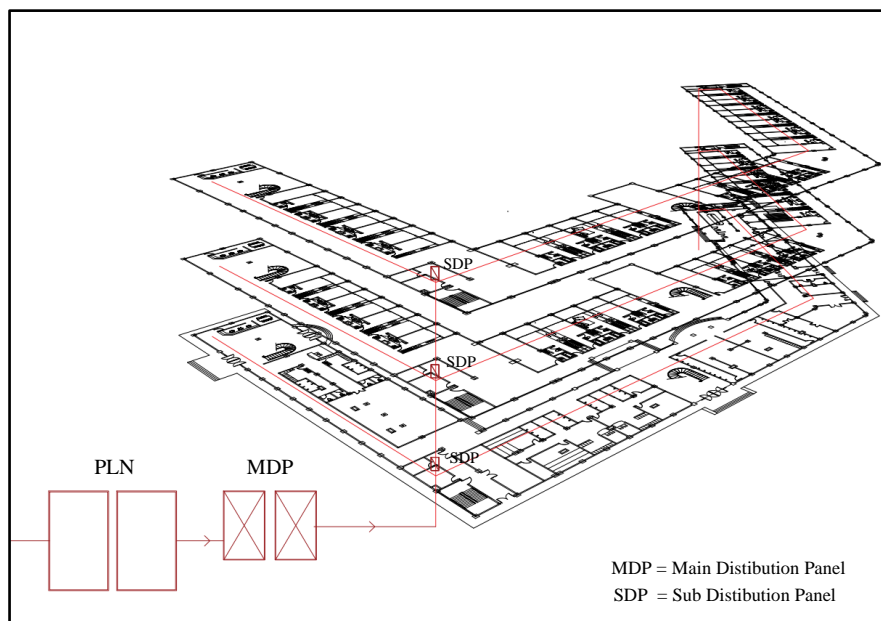 SDP
SDP
SDP
PLN MDP
MDP = Main Distibution Panel
SDP = Sub Distibution Panel